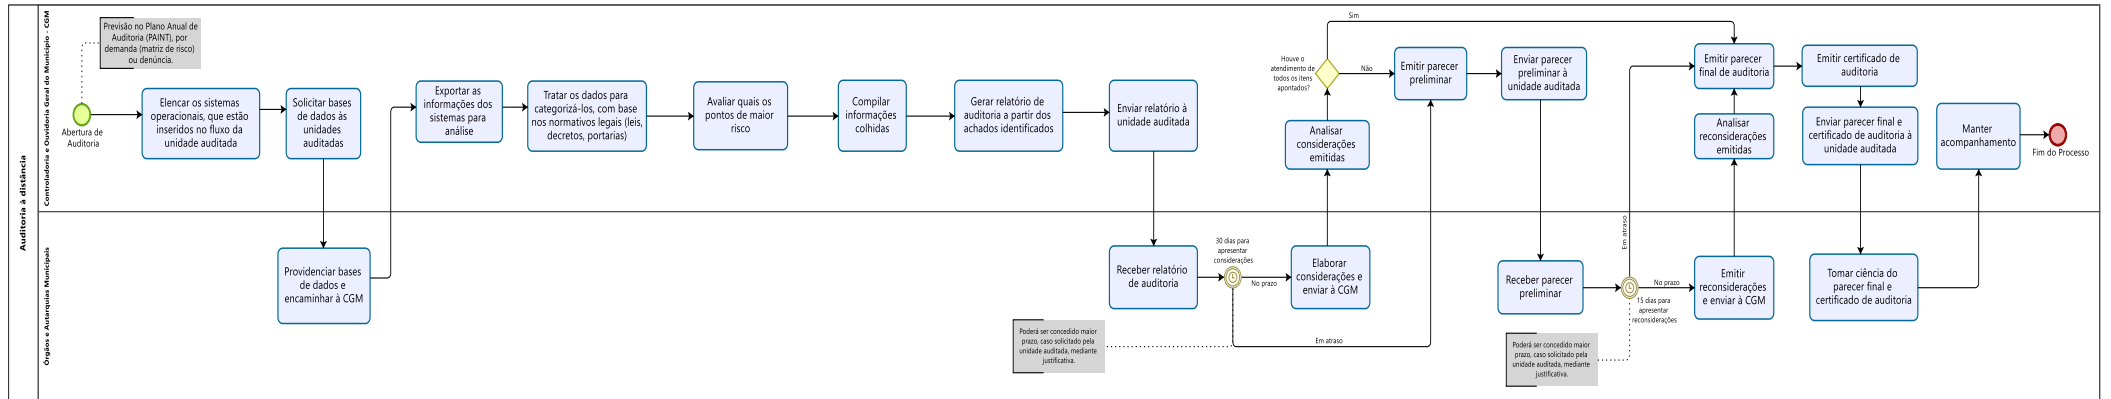 Auditoria à distância
Controladoria e Ouvidoria Geral do Município - CGM
Órgãos e Autarquias Municipais
Previsão no Plano Anual de
Auditoria (PAINT), por
demanda (matriz de risco)
ou denúncia.
Abertura de
Auditoria
Elencar os sistemas
operacionais, que estão
inseridos no fluxo da
unidade auditada
Solicitar bases
de dados às
unidades
auditadas
Providenciar bases
de dados e
encaminhar à CGM
Exportar as
informações dos
sistemas para
análise
Tratar os dados para
categorizá-los, com base
nos normativos legais (leis,
decretos, portarias)
Avaliar quais os
pontos de maior
risco
Compilar
informações
colhidas
Gerar relatório de
auditoria a partir dos
achados identificados
Enviar relatório à
unidade auditada
Receber relatório
de auditoria
30 dias para
apresentar
considerações
No prazo
Em atraso
Poderá ser concedido maior
prazo, caso solicitado pela
unidade auditada, mediante
justificativa.
Elaborar
considerações e
enviar à CGM
Analisar
considerações
emitidas
Houve o
atendimento de
todos os itens
apontados?
Sim
Não
Emitir parecer
preliminar
Enviar parecer
preliminar à
unidade auditada
Receber parecer
preliminar
Em atraso
No prazo
15 dias para
apresentar
reconsiderações
Poderá ser concedido maior
prazo, caso solicitado pela
unidade auditada, mediante
justificativa.
Emitir
reconsiderações
e enviar à CGM
Analisar
reconsiderações
emitidas
Emitir parecer
final de auditoria
Emitir certificado de
auditoria
Enviar parecer final e
certificado de auditoria à
unidade auditada
Tomar ciência do
parecer final e
certificado de auditoria
Manter
acompanhamento
Fim do Processo